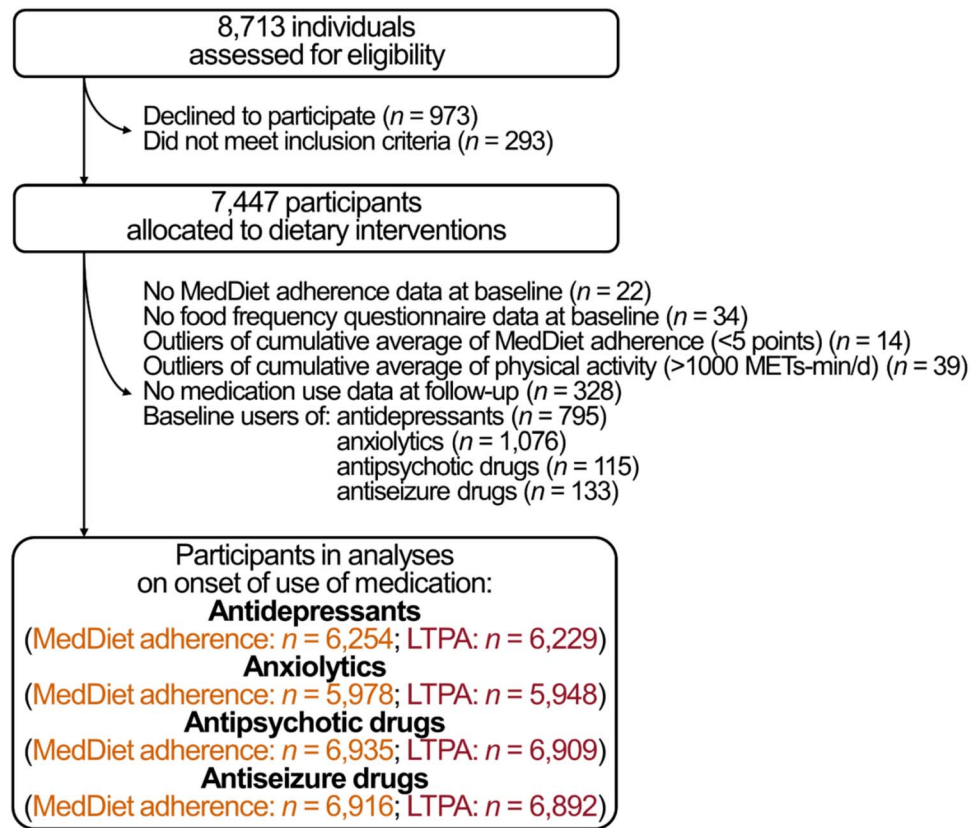 8,713 individuals
assessed for eligibility
Declined to participate (n = 973)
Did not meet inclusion criteria (n = 293)
7,447 participants
allocated to dietary interventions
No MedDiet adherence data at baseline (n = 22)
No food frequency questionnaire data at baseline (n = 34)
Outliers of cumulative average of MedDiet adherence (<5 points) (n = 14)
Outliers of cumulative average of physical activity (>1000 METs-min/d) (n = 39)
No medication use data at follow-up (n = 328)
Baseline users of: antidepressants (n = 795)
anxiolytics (n = 1,076)
antipsychotic drugs (n = 115)
antiseizure drugs (n = 133)
Participants in analyses
on onset of use of medication:
Antidepressants
(MedDiet adherence: n = 6,254; LTPA: n = 6,229)
Anxiolytics
(MedDiet adherence: n = 5,978; LTPA: n = 5,948)
Antipsychotic drugs
(MedDiet adherence: n = 6,935; LTPA: n = 6,909)
Antiseizure drugs
(MedDiet adherence: n = 6,916; LTPA: n = 6,892)